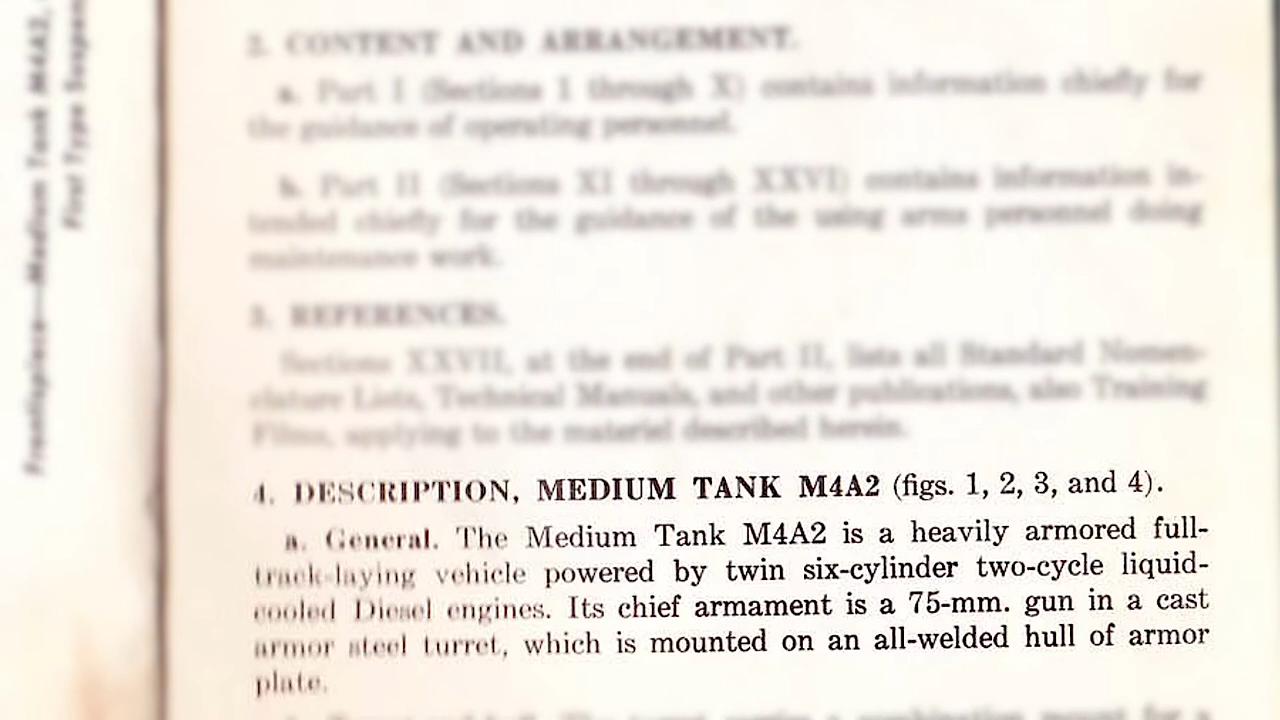 Frontispiece—Medium Tank M4A2,
First Type Suspen
2. CONTENT AND ARRANGEMENT.
a. Part I (Sections I through X) contains information chiefly for
the guidance of operating personnel.
b. Part II (Sections XI through XXVI) contains information in-
tended chiefly for the guidance of the using arms personnel doing
maintenance work.
3. REFERENCES.
Sections XXVII, at the end of Part II, lists all Standard Nomen-
clature Lists, Technical Manuals, and other publications, also Training
Films, applying to the materiel described herein.
4. DESCRIPTION, MEDIUM TANK M4A2 (figs. 1, 2, 3, and 4).
a. General. The Medium Tank M4A2 is a heavily armored full-
track-laying vehicle powered by twin six-cylinder two-cycle liquid-
cooled Diesel engines. Its chief armament is a 75-mm. gun in a cast
armor steel turret, which is mounted on an all-welded hull of armor
plate.